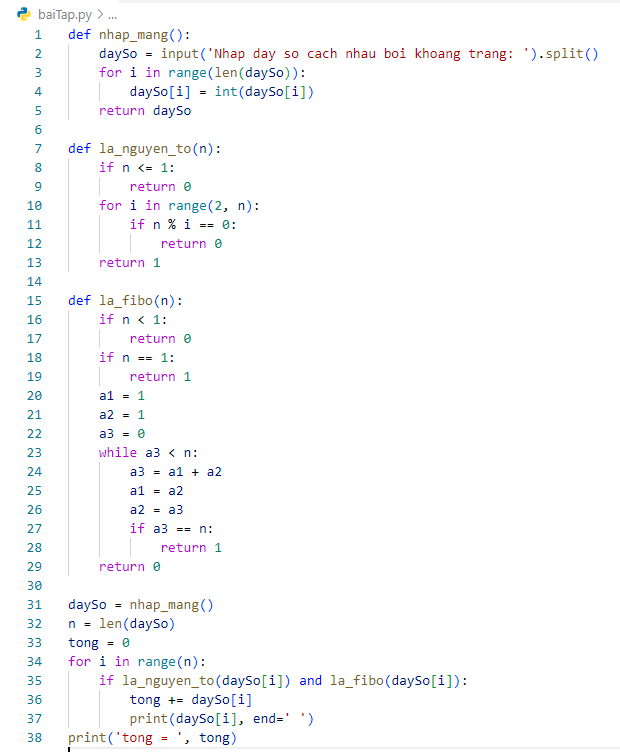 baiTap.py > ...
1 def nhap_mang():
2     daySo = input('Nhap day so cach nhau boi khoang trang: ').split()
3     for i in range(len(daySo)):
4         daySo[i] = int(daySo[i])
5     return daySo
6
7 def la_nguyen_to(n):
8     if n <= 1:
9         return 0
10     for i in range(2, n):
11         if n % i == 0:
12             return 0
13     return 1
14
15 def la_fibo(n):
16     if n < 1:
17         return 0
18     if n == 1:
19         return 1
20     a1 = 1
21     a2 = 1
22     a3 = 0
23     while a3 < n:
24         a3 = a1 + a2
25         a1 = a2
26         a2 = a3
27         if a3 == n:
28             return 1
29     return 0
30
31 daySo = nhap_mang()
32 n = len(daySo)
33 tong = 0
34 for i in range(n):
35     if la_nguyen_to(daySo[i]) and la_fibo(daySo[i]):
36         tong += daySo[i]
37         print(daySo[i], end=' ')
38 print('tong = ', tong)